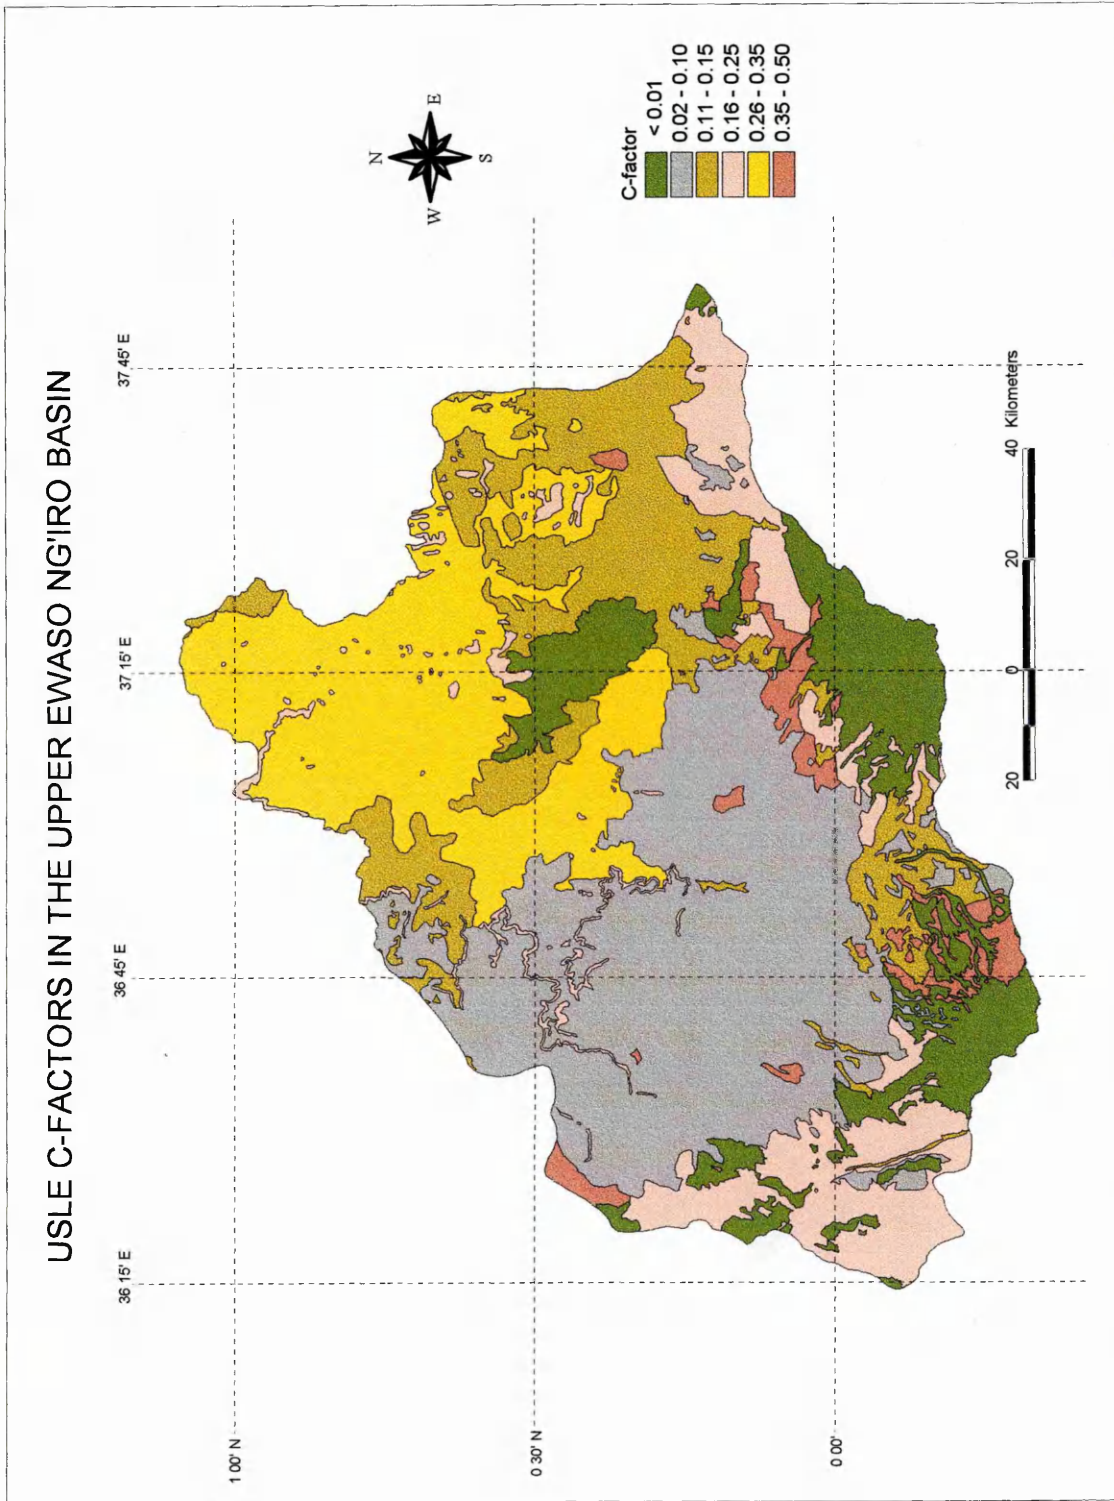 USLE C-FACTORS IN THE UPPER EWASO NG'IRO BASIN
36 15' E
36 45' E
37 15' E
37 45' E
1 00' N
0 30' N
0 00'
N
W
E
S
C-factor
< 0.01
0.02 - 0.10
0.11 - 0.15
0.16 - 0.25
0.26 - 0.35
0.35 - 0.50
20
0
20
40 Kilometers